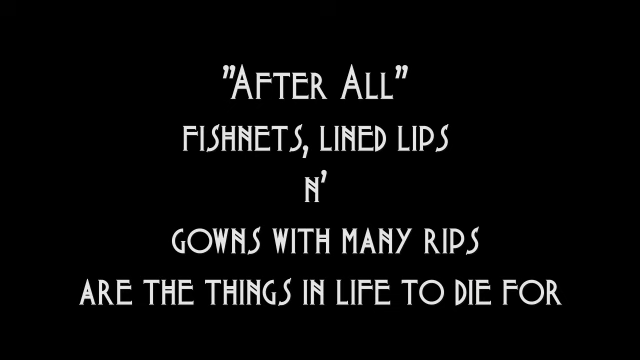 "After All"
fishnets, lined lips
n'
gowns with many rips
are the things in life to die for